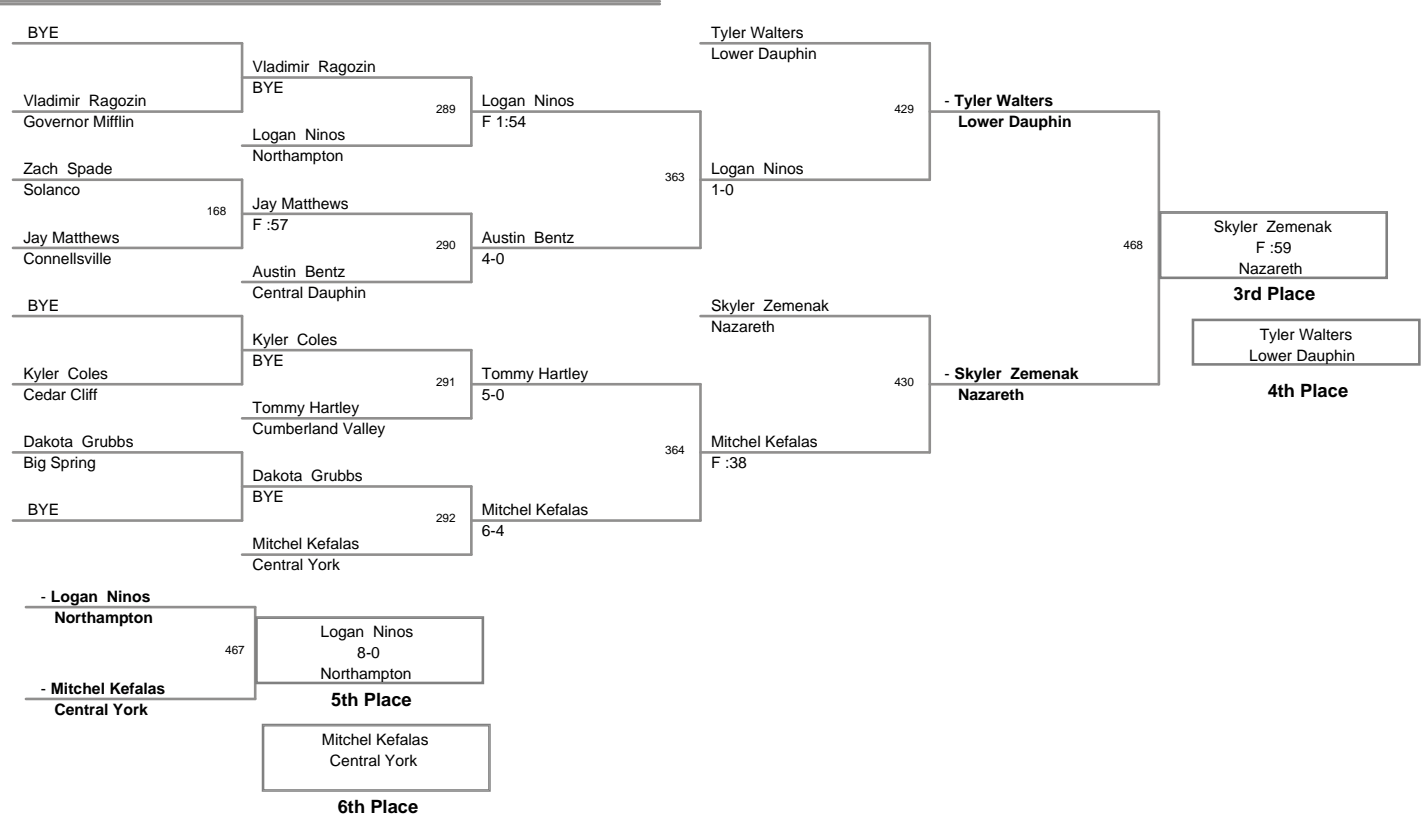 BYE
Vladimir Ragozin
Governor Mifflin
Zach Spade
Solanco
168
Jay Matthews
Connellsville
BYE
Kyler Coles
Cedar Cliff
Dakota Grubbs
Big Spring
BYE
Vladimir Ragozin
BYE
289
Logan Ninos
Northampton
Jay Matthews
F :57
290
Austin Bentz
Central Dauphin
Kyler Coles
BYE
291
Tommy Hartley
Cumberland Valley
Dakota Grubbs
BYE
292
Mitchel Kefalas
Central York
Logan Ninos
F 1:54
363
Austin Bentz
4-0
Tommy Hartley
5-0
364
Mitchel Kefalas
6-4
Tyler Walters
Lower Dauphin
429
Logan Ninos
1-0
Skyler Zemenak
Nazareth
430
Mitchel Kefalas
F :38
- Tyler Walters
Lower Dauphin
468
- Skyler Zemenak
Nazareth
Skyler Zemenak
F :59
Nazareth
3rd Place
Tyler Walters
Lower Dauphin
4th Place
- Logan Ninos
Northampton
467
- Mitchel Kefalas
Central York
Logan Ninos
8-0
Northampton
5th Place
Mitchel Kefalas
Central York
6th Place